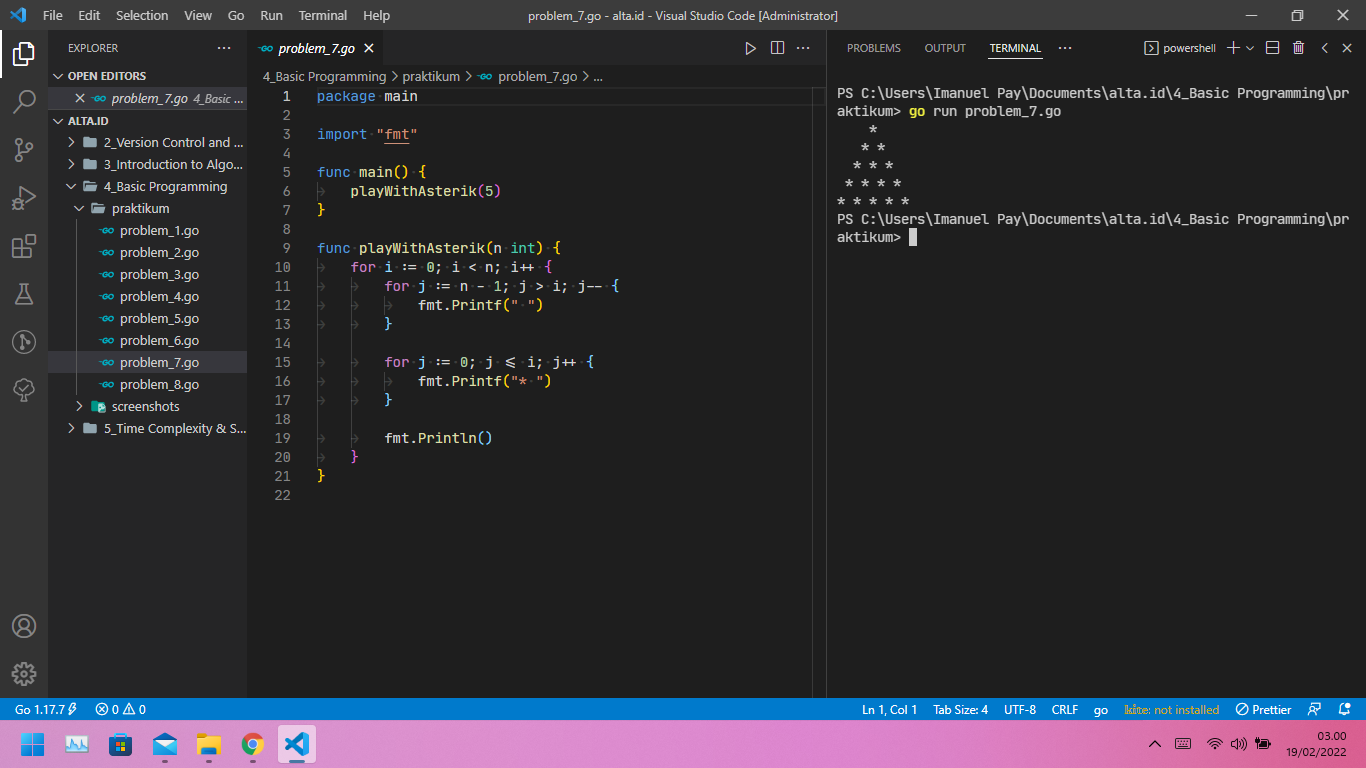 File Edit Selection View Go Run Terminal Help problem_7.go - alta.id - Visual Studio Code [Administrator]
EXPLORER
OPEN EDITORS
problem_7.go 4_Basic ...
ALTA.ID
2_Version Control and ...
3_Introduction to Algo...
4_Basic Programming
praktikum
problem_1.go
problem_2.go
problem_3.go
problem_4.go
problem_5.go
problem_6.go
problem_7.go
problem_8.go
screenshots
5_Time Complexity & S...
problem_7.go
4_Basic Programming > praktikum > problem_7.go > ...
1 package main
2
3 import "fmt"
4
5 func main() {
6 playWithAsterik(5)
7 }
8
9 func playWithAsterik(n int) {
10 for i := 0; i < n; i++ {
11 for j := n - 1; j > i; j-- {
12 fmt.Printf(" ")
13 }
14
15 for j := 0; j <= i; j++ {
16 fmt.Printf("* ")
17 }
18
19 fmt.Println()
20 }
21 }
22
PROBLEMS OUTPUT TERMINAL ... powershell
PS C:\Users\Imanuel Pay\Documents\alta.id\4_Basic Programming\pr
aktikum> go run problem_7.go
*
* *
* * *
* * * *
* * * * *
PS C:\Users\Imanuel Pay\Documents\alta.id\4_Basic Programming\pr
aktikum>
Go 1.17.7 0 0 Ln 1, Col 1 Tab Size: 4 UTF-8 CRLF go kite: not installed Prettier
03.00
19/02/2022